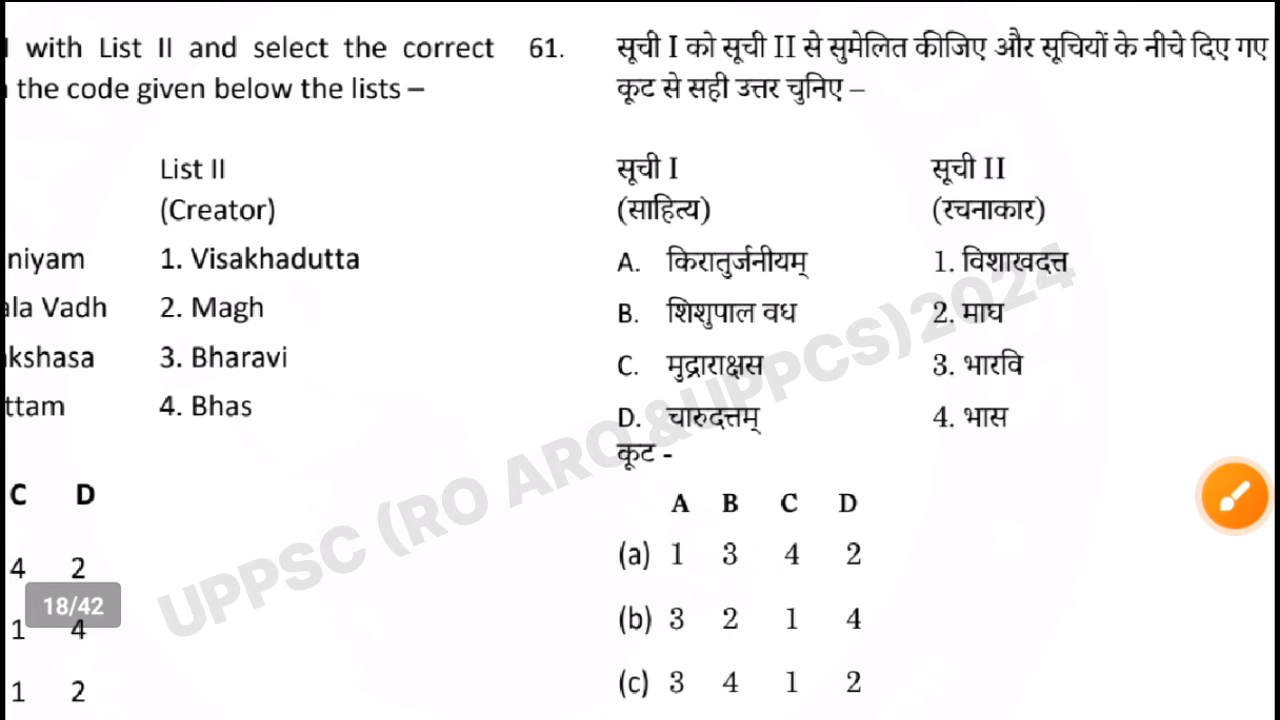 with List II and select the correct
the code given below the lists –
List II
(Creator)
niyam 1. Visakhadutta
ala Vadh 2. Magh
kshasa 3. Bharavi
ttam 4. Bhas
C D
4 2
18/42
1 4
1 2
61. सूची I को सूची II से सुमेलित कीजिए और सूचियों के नीचे दिए गए
कूट से सही उत्तर चुनिए –
सूची I सूची II
(साहित्य) (रचनाकार)
A. किरातुर्जनीयम् 1. विशाखदत्त
B. शिशुपाल वध 2. माघ
C. मुद्राराक्षस 3. भारवि
D. चारुदत्तम् 4. भास
कूट -
A B C D
(a) 1 3 4 2
(b) 3 2 1 4
(c) 3 4 1 2
UPPSC (RO ARO &UPPCS)2024